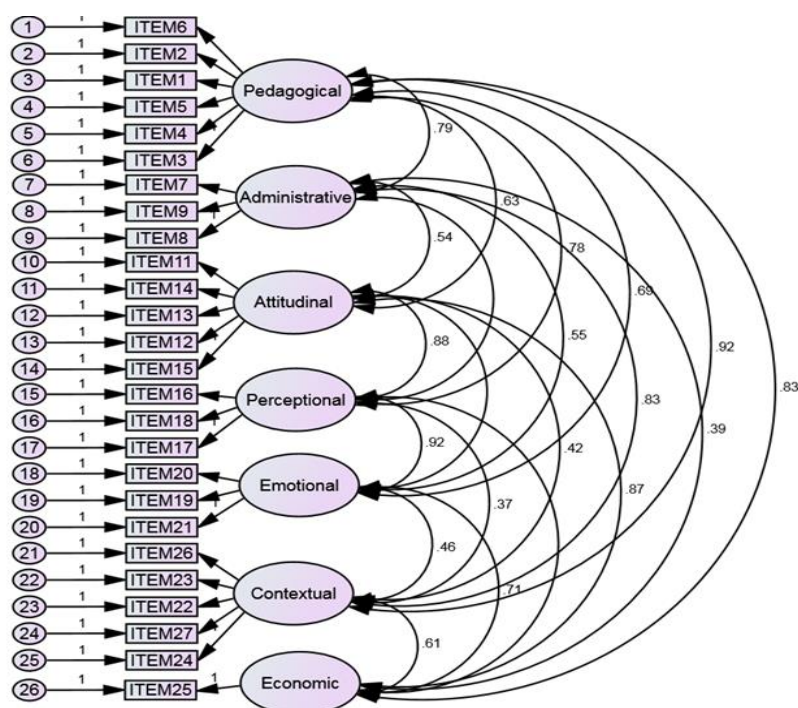 1 1 ITEM6
2 1 ITEM2
3 1 ITEM1
4 1 ITEM5
5 1 ITEM4 1
6 1 ITEM3
7 1 ITEM7
8 1 ITEM9 1
9 1 ITEM8
10 1 ITEM11
11 1 ITEM14
12 1 ITEM13
13 1 ITEM12 1
14 1 ITEM15
15 1 ITEM16
16 1 ITEM18
17 1 ITEM17
18 1 ITEM20
19 1 ITEM19
20 1 ITEM21
21 1 ITEM26
22 1 ITEM23
23 1 ITEM22
24 1 ITEM27
25 1 ITEM24
26 1 ITEM25 1
Pedagogical
Administrative
Attitudinal
Perceptional
Emotional
Contextual
Economic
.79
.63
.54
.78
.69
.55
.88
.92
.83
.83
.39
.92
.42
.87
.37
.46
.71
.61